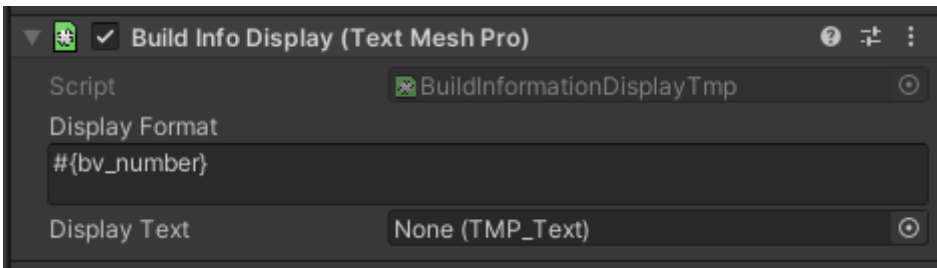 Build Info Display (Text Mesh Pro)
Script BuildInformationDisplayTmp
Display Format
#{bv_number}
Display Text None (TMP_Text)